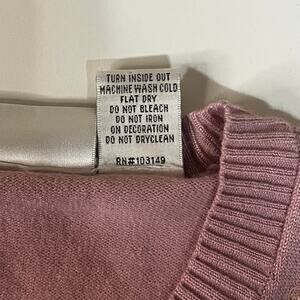 TURN INSIDE OUT
MACHINE WASH COLD
FLAT DRY
DO NOT BLEACH
DO NOT IRON
ON DECORATION
DO NOT DRYCLEAN
RN#103149